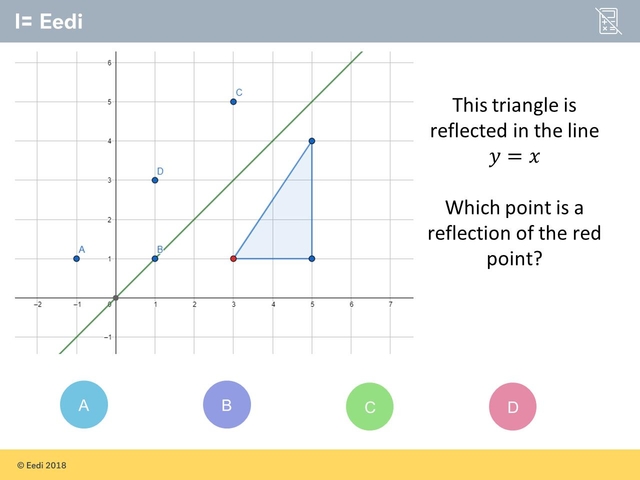 I= Eedi
This triangle is
reflected in the line
𝑦 = 𝑥
Which point is a
reflection of the red
point?
6
5
4
3
2
1
–1
–2 –1 0 1 2 3 4 5 6 7
C
D
A
B
A B C D
© Eedi 2018